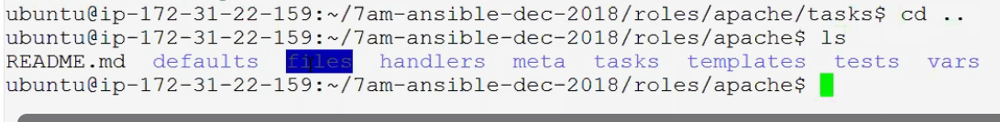 ubuntu@ip-172-31-22-159:~/7am-ansible-dec-2018/roles/apache/tasks$ cd ..
ubuntu@ip-172-31-22-159:~/7am-ansible-dec-2018/roles/apache$ ls
README.md  defaults  files  handlers  meta  tasks  templates  tests  vars
ubuntu@ip-172-31-22-159:~/7am-ansible-dec-2018/roles/apache$